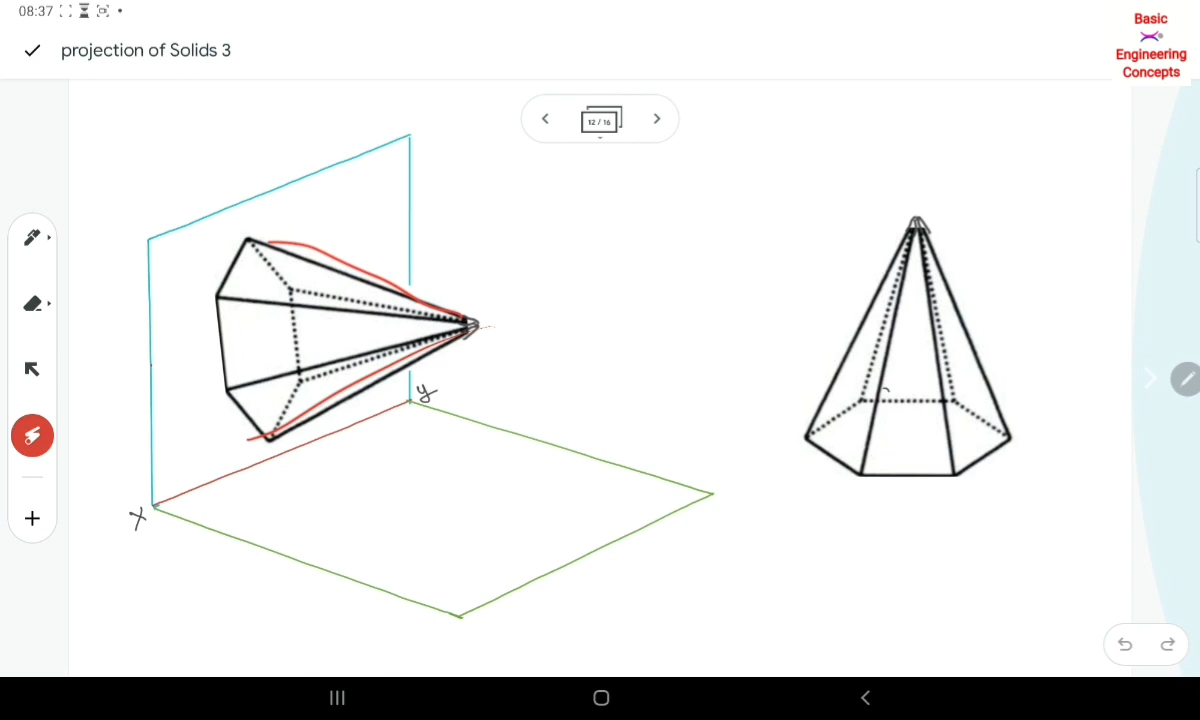 08:37
projection of Solids 3
Basic
Engineering
Concepts
12 / 16
y
X